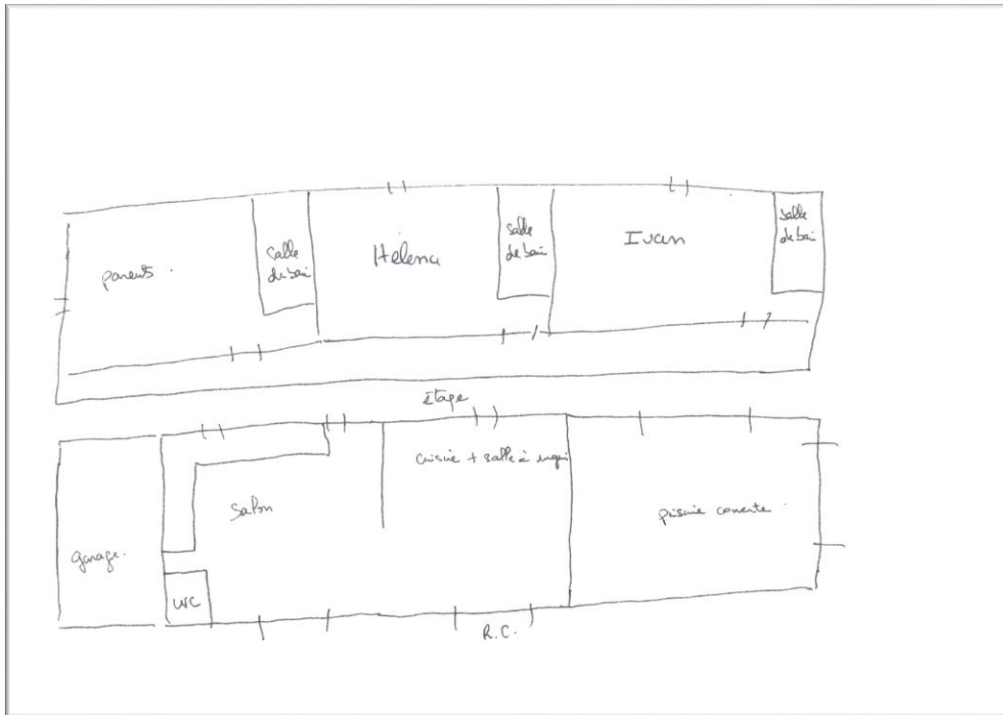 parents.
Salle
de bain
Héléna
Salle
de bain
Ivan
Salle
de bain
étage
garage.
WC
Salon
cuisine + salle à manger
piscine couverte.
R.C.